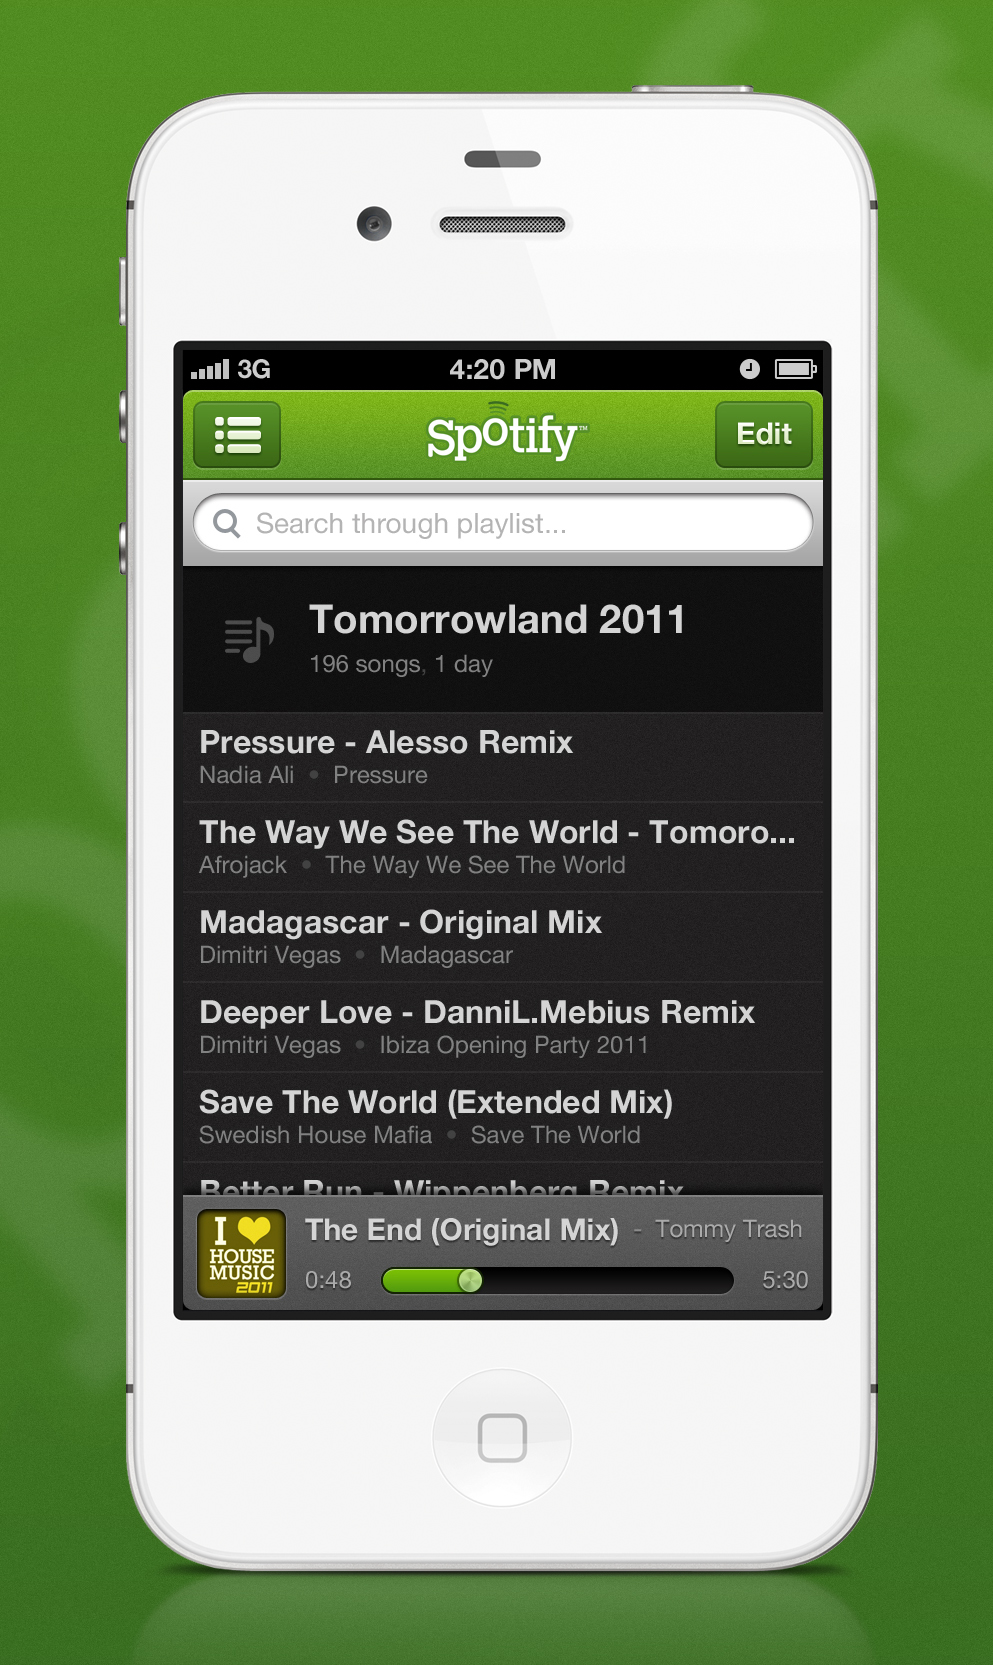 3G 4:20 PM
Spotify™ Edit
Search through playlist...
Tomorrowland 2011
196 songs, 1 day
Pressure - Alesso Remix
Nadia Ali • Pressure
The Way We See The World - Tomoro...
Afrojack • The Way We See The World
Madagascar - Original Mix
Dimitri Vegas • Madagascar
Deeper Love - DanniL.Mebius Remix
Dimitri Vegas • Ibiza Opening Party 2011
Save The World (Extended Mix)
Swedish House Mafia • Save The World
Better Run - Wippenberg Remix
I
HOUSE
MUSIC
2011
The End (Original Mix) - Tommy Trash
0:48 5:30